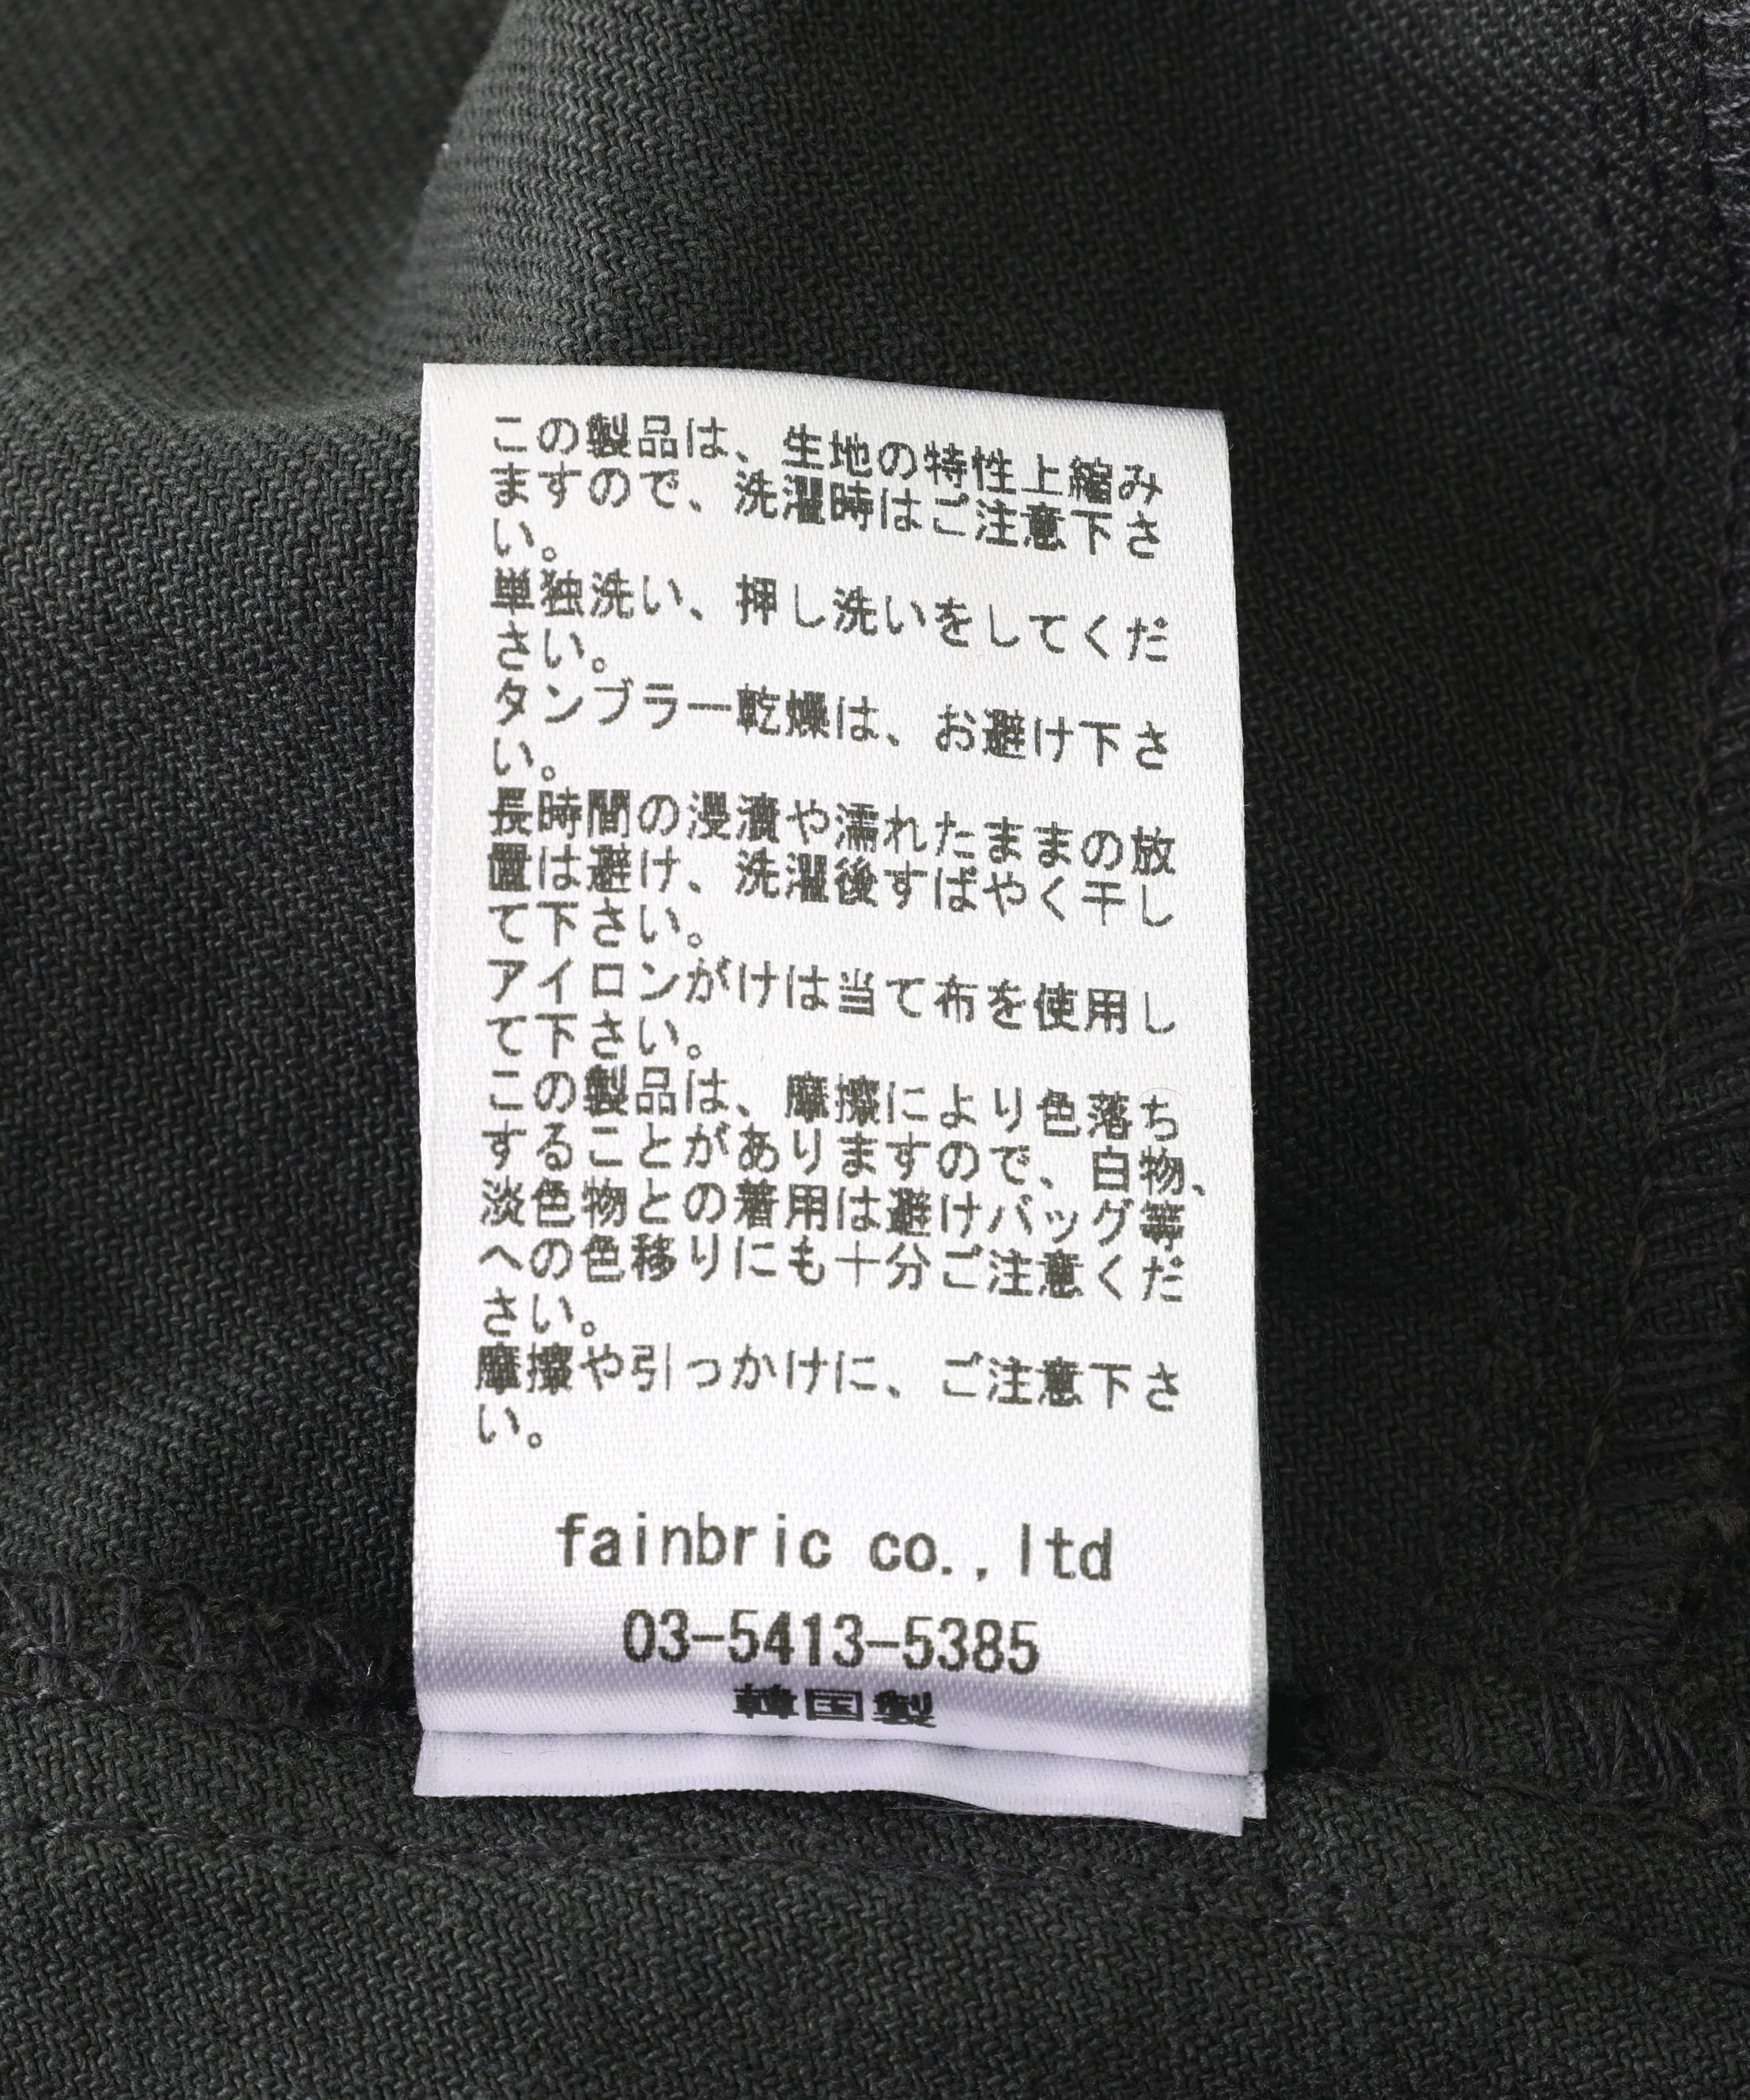 この製品は、生地の特性上縮み
ますので、洗濯時はご注意下さ
い。
単独洗い、押し洗いをしてくだ
さい。
タンブラー乾燥は、お避け下さ
い。
長時間の浸漬や濡れたままの放
置は避け、洗濯後すばやく干し
て下さい。
アイロンがけは当て布を使用し
て下さい。
この製品は、摩擦により色落ち
することがありますので、白物、
淡色物との着用は避けバッグ等
への色移りにも十分ご注意くだ
さい。
摩擦や引っかけに、ご注意下さ
い。
fainbric co.,ltd
03-5413-5385
韓国製